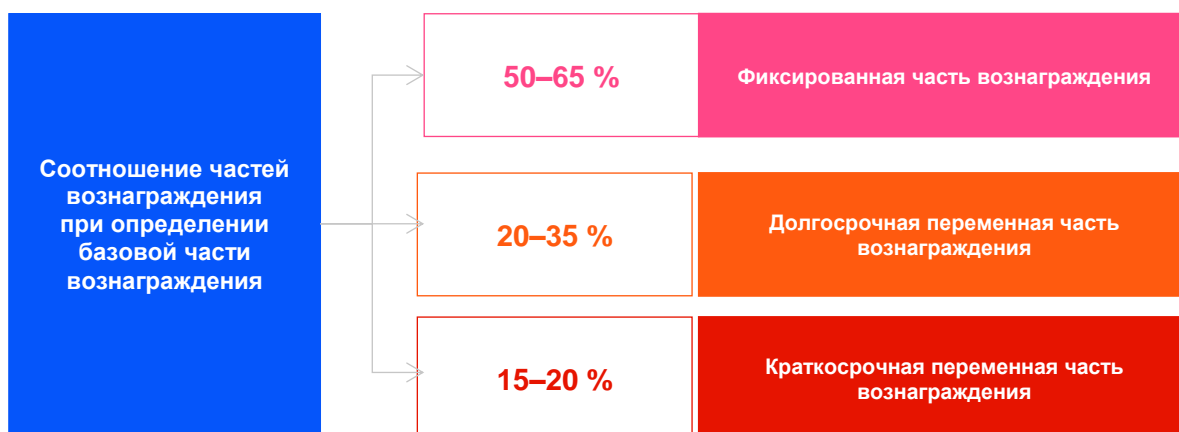 Соотношение частей
вознаграждения
при определении
базовой части
вознаграждения
50–65 %
Фиксированная часть вознаграждения
20–35 %
Долгосрочная переменная часть
вознаграждения
15–20 %
Краткосрочная переменная часть
вознаграждения